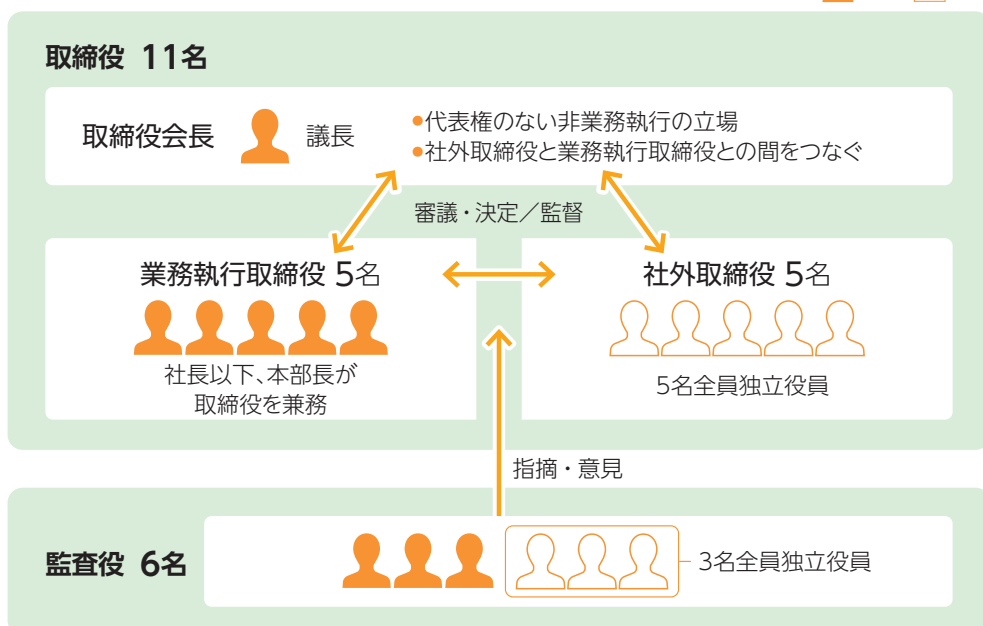 取締役 11名
取締役会長
議長
●代表権のない非業務執行の立場
●社外取締役と業務執行取締役との間をつなぐ
審議・決定／監督
業務執行取締役 5名
社長以下、本部長が
取締役を兼務
社外取締役 5名
5名全員独立役員
指摘・意見
監査役 6名
3名全員独立役員